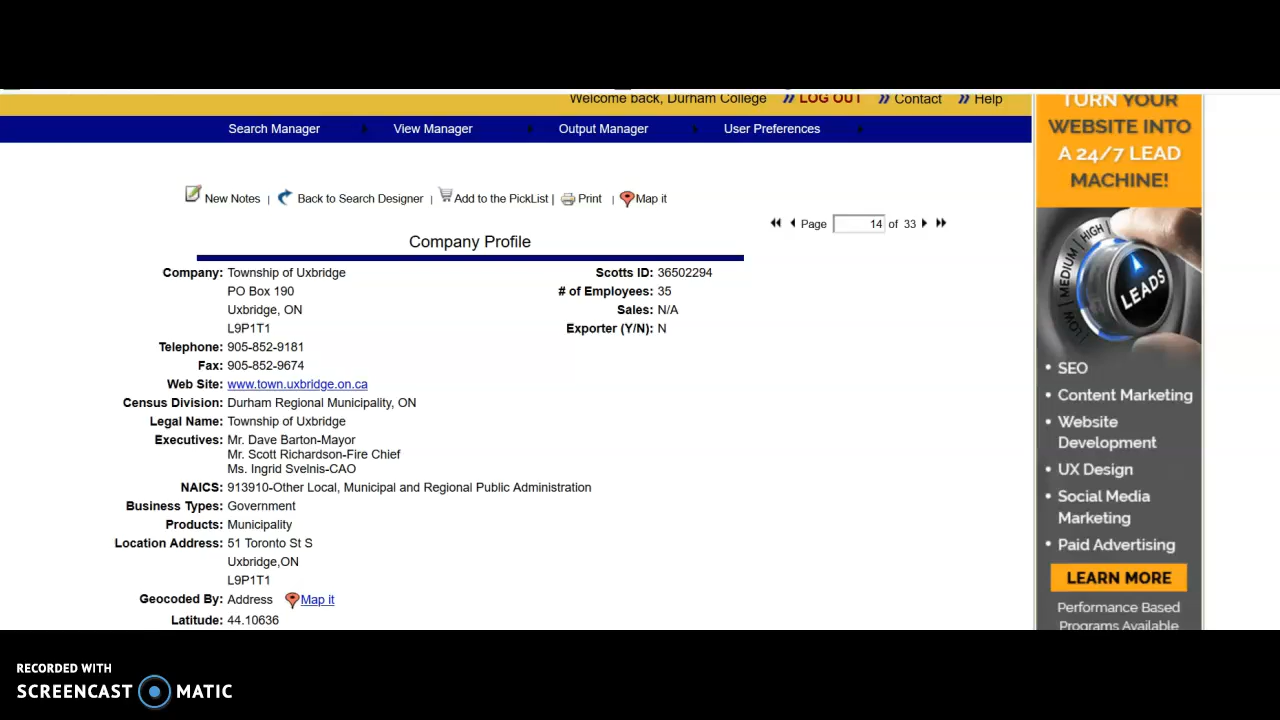 Welcome back, Durham College LOG OUT Contact Help
Search Manager View Manager Output Manager User Preferences
New Notes | Back to Search Designer | Add to the PickList | Print | Map it
Page 14 of 33
Company Profile
Company: Township of Uxbridge
PO Box 190
Uxbridge, ON
L9P1T1
Scotts ID: 36502294
# of Employees: 35
Sales: N/A
Exporter (Y/N): N
Telephone: 905-852-9181
Fax: 905-852-9674
Web Site: www.town.uxbridge.on.ca
Census Division: Durham Regional Municipality, ON
Legal Name: Township of Uxbridge
Executives: Mr. Dave Barton-Mayor
Mr. Scott Richardson-Fire Chief
Ms. Ingrid Svelnis-CAO
NAICS: 913910-Other Local, Municipal and Regional Public Administration
Business Types: Government
Products: Municipality
Location Address: 51 Toronto St S
Uxbridge,ON
L9P1T1
Geocoded By: Address Map it
Latitude: 44.10636
TURN YOUR
WEBSITE INTO
A 24/7 LEAD
MACHINE!
LOW MEDIUM HIGH
LEADS
• SEO
• Content Marketing
• Website
Development
• UX Design
• Social Media
Marketing
• Paid Advertising
LEARN MORE
Performance Based
Programs Available
RECORDED WITH
SCREENCAST MATIC